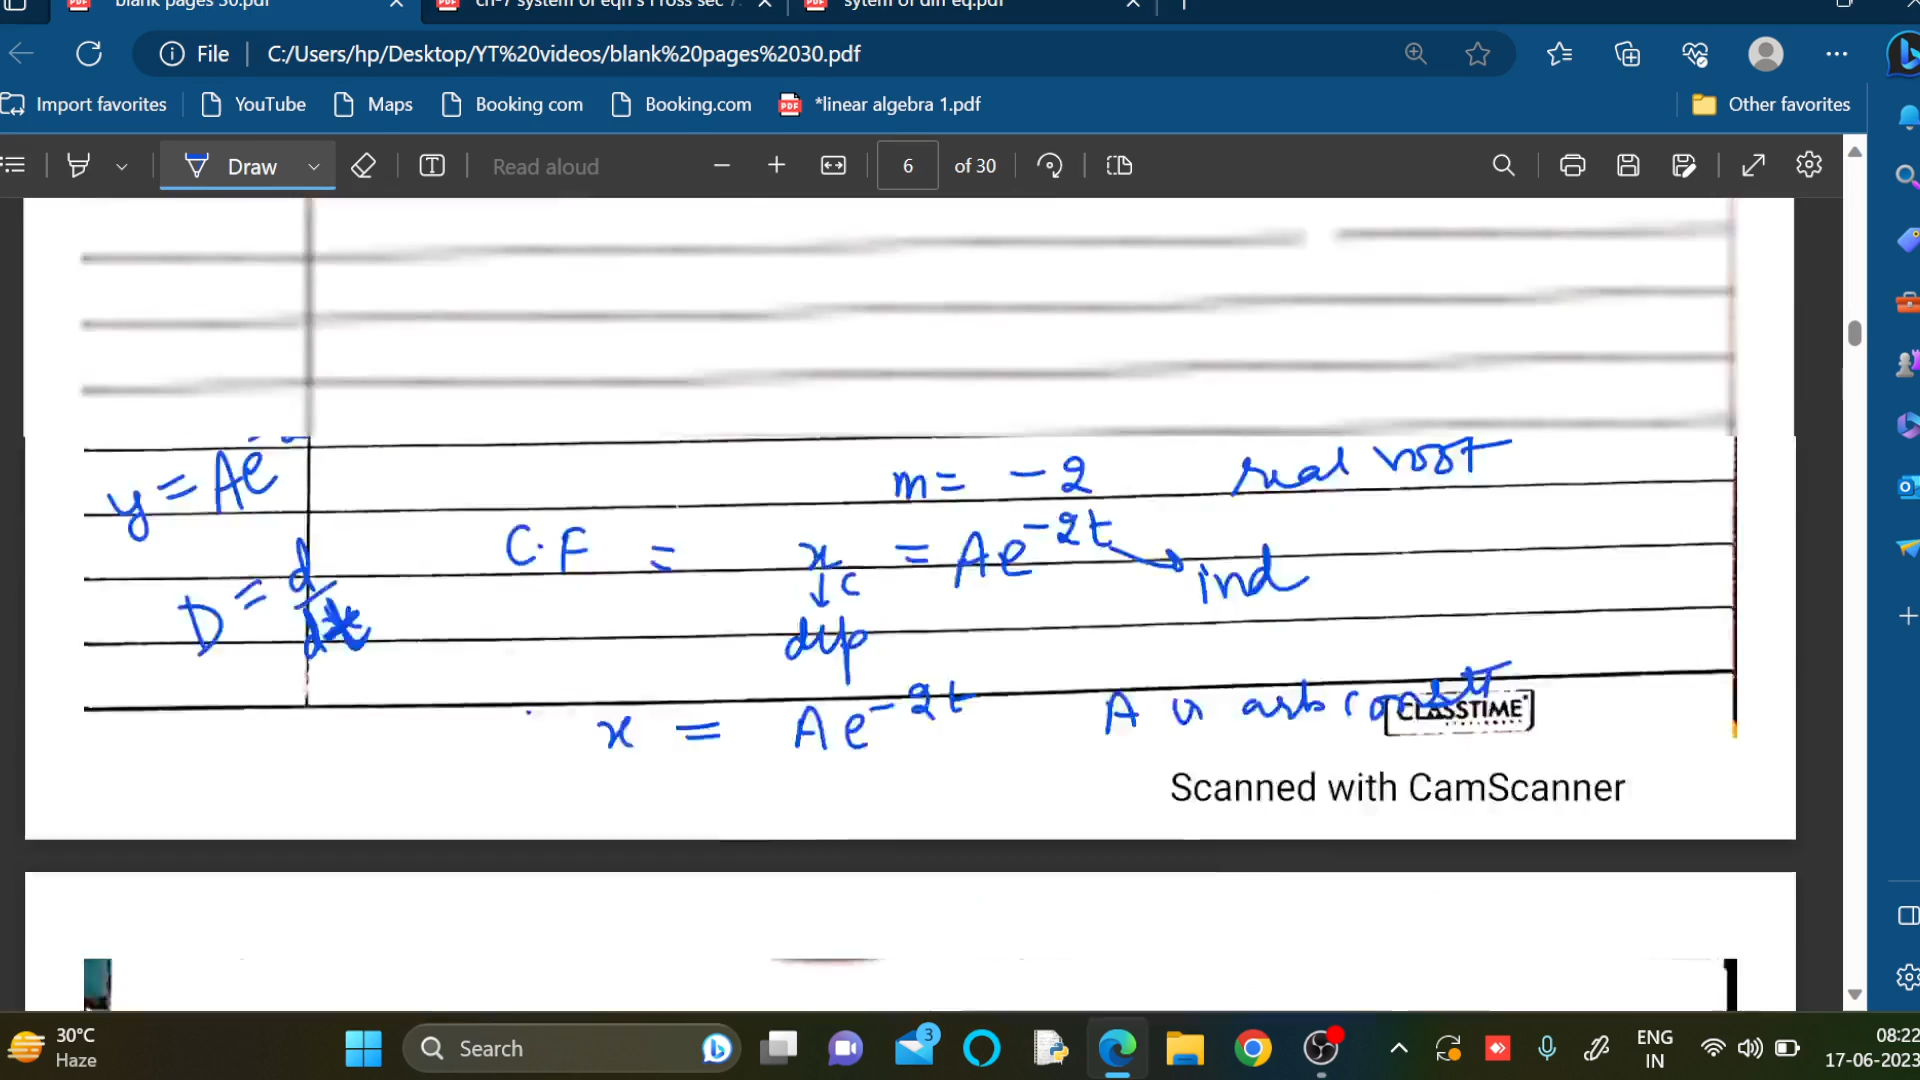 blank pages 30.pdf
ch-7 system of eqn's
sytem of dif eq.pdf
File
C:/Users/hp/Desktop/YT%20videos/blank%20pages%2030.pdf
Import favorites
YouTube
Maps
Booking com
Booking.com
*linear algebra 1.pdf
Other favorites
Draw
Read aloud
6
of 30
m = -2 real root
y = Ae
C.F = x = Ae^-2t
c
ind
D = d/dt
dep
x = Ae^-2t A is arb const
CLASSTIME
Scanned with CamScanner
30°C
Haze
Search
3
ENG
IN
08:22
17-06-2023